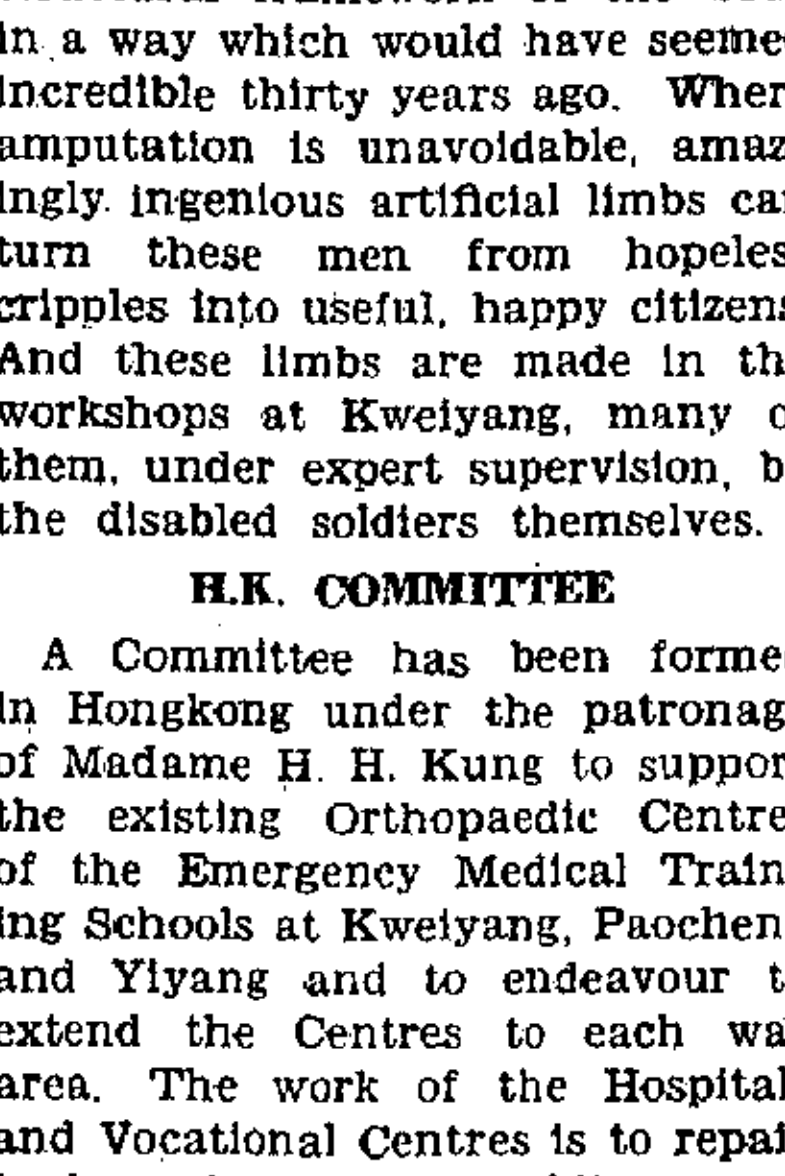 in a way which would have seeme
incredible thirty years ago. Wher
amputation is unavoidable, amaz
ingly ingenious artificial limbs ca
turn these men from hopeles
cripples into useful, happy citizens
And these limbs are made in th
workshops at Kweiyang, many o
them, under expert supervision, b
the disabled soldiers themselves.
H.K. COMMITTEE
A Committee has been forme
in Hongkong under the patronag
of Madame H. H. Kung to suppor
the existing Orthopaedic Centre
of the Emergency Medical Train
ing Schools at Kweiyang, Paochen
and Yiyang and to endeavour t
extend the Centres to each wa
area. The work of the Hospital
and Vocational Centres is to repai